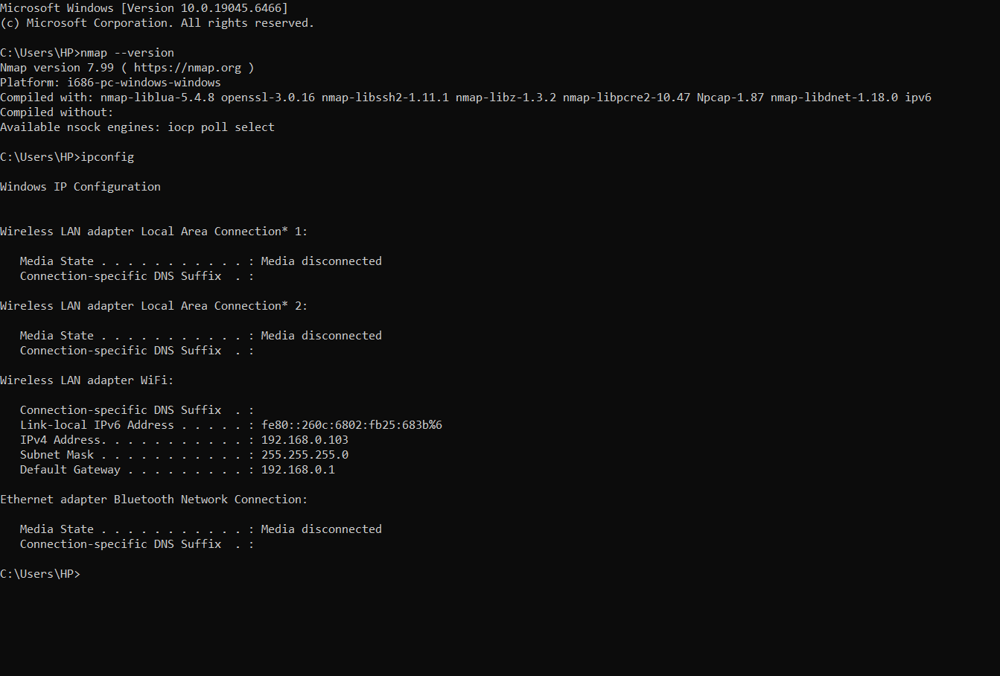 Microsoft Windows [Version 10.0.19045.6466]
(c) Microsoft Corporation. All rights reserved.

C:\Users\HP>nmap --version
Nmap version 7.99 ( https://nmap.org )
Platform: i686-pc-windows-windows
Compiled with: nmap-liblua-5.4.8 openssl-3.0.16 nmap-libssh2-1.11.1 nmap-libz-1.3.2 nmap-libpcre2-10.47 Npcap-1.87 nmap-libdnet-1.18.0 ipv6
Compiled without:
Available nsock engines: iocp poll select

C:\Users\HP>ipconfig

Windows IP Configuration


Wireless LAN adapter Local Area Connection* 1:

   Media State . . . . . . . . . . . : Media disconnected
   Connection-specific DNS Suffix  . :

Wireless LAN adapter Local Area Connection* 2:

   Media State . . . . . . . . . . . : Media disconnected
   Connection-specific DNS Suffix  . :

Wireless LAN adapter WiFi:

   Connection-specific DNS Suffix  . :
   Link-local IPv6 Address . . . . . : fe80::260c:6802:fb25:683b%6
   IPv4 Address. . . . . . . . . . . : 192.168.0.103
   Subnet Mask . . . . . . . . . . . : 255.255.255.0
   Default Gateway . . . . . . . . . : 192.168.0.1

Ethernet adapter Bluetooth Network Connection:

   Media State . . . . . . . . . . . : Media disconnected
   Connection-specific DNS Suffix  . :

C:\Users\HP>